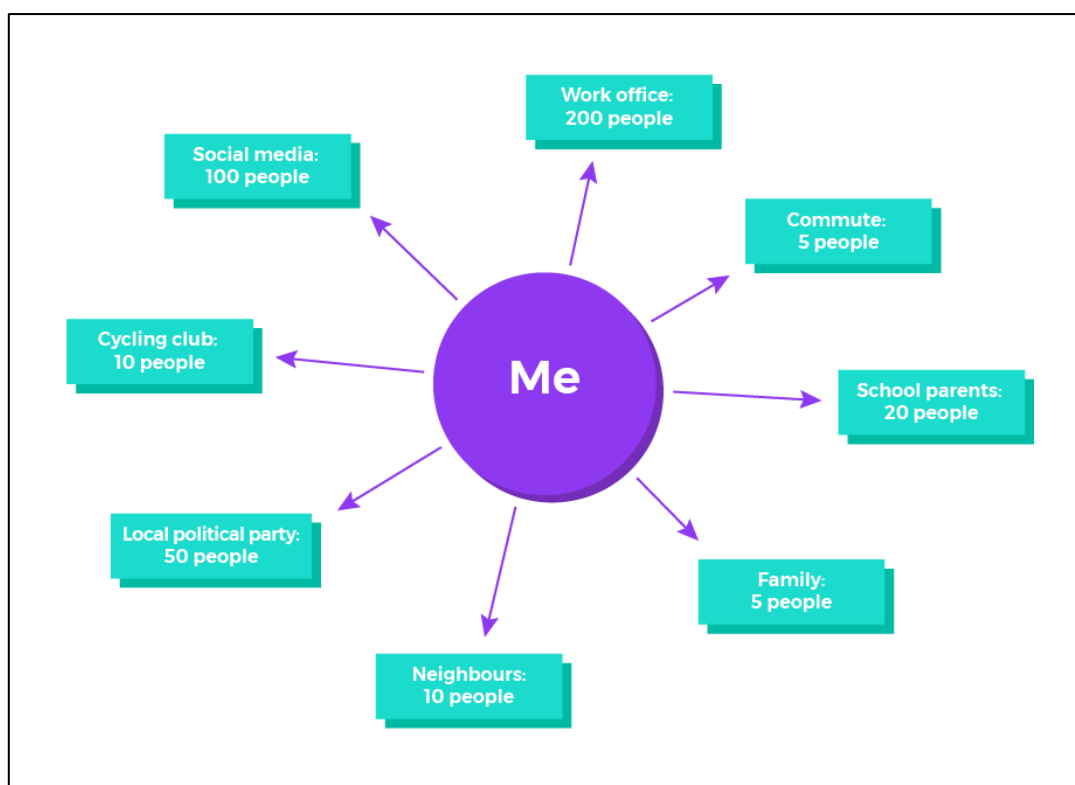 Work office:
200 people
Social media:
100 people
Commute:
5 people
Cycling club:
10 people
Me
School parents:
20 people
Local political party:
50 people
Family:
5 people
Neighbours:
10 people